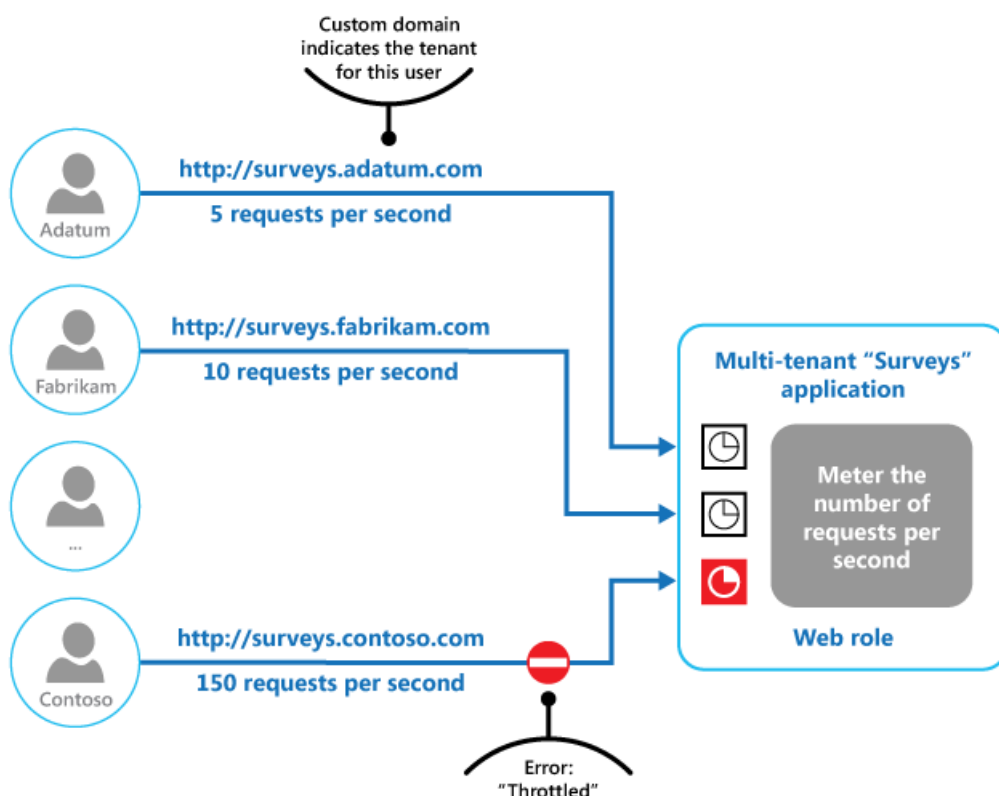 Custom domain
indicates the tenant
for this user
http://surveys.adatum.com
5 requests per second
Adatum
http://surveys.fabrikam.com
10 requests per second
Fabrikam
...
http://surveys.contoso.com
150 requests per second
Contoso
Multi-tenant “Surveys”
application
Meter the
number of
requests per
second
Web role
Error:
“Throttled”